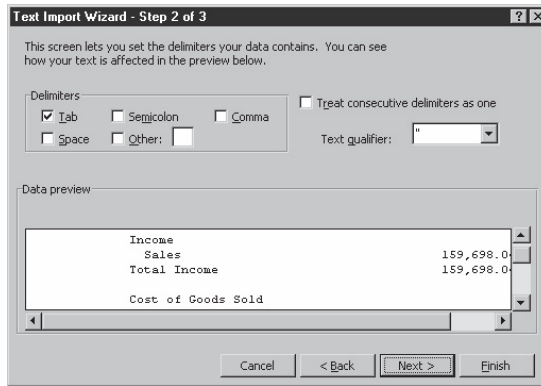 Text Import Wizard - Step 2 of 3
This screen lets you set the delimiters your data contains. You can see
how your text is affected in the preview below.
Delimiters
Tab Semicolon Comma
Space Other:
Treat consecutive delimiters as one
Text qualifier: "
Data preview
Income
Sales 159,698.0
Total Income 159,698.0
Cost of Goods Sold
Cancel < Back Next > Finish